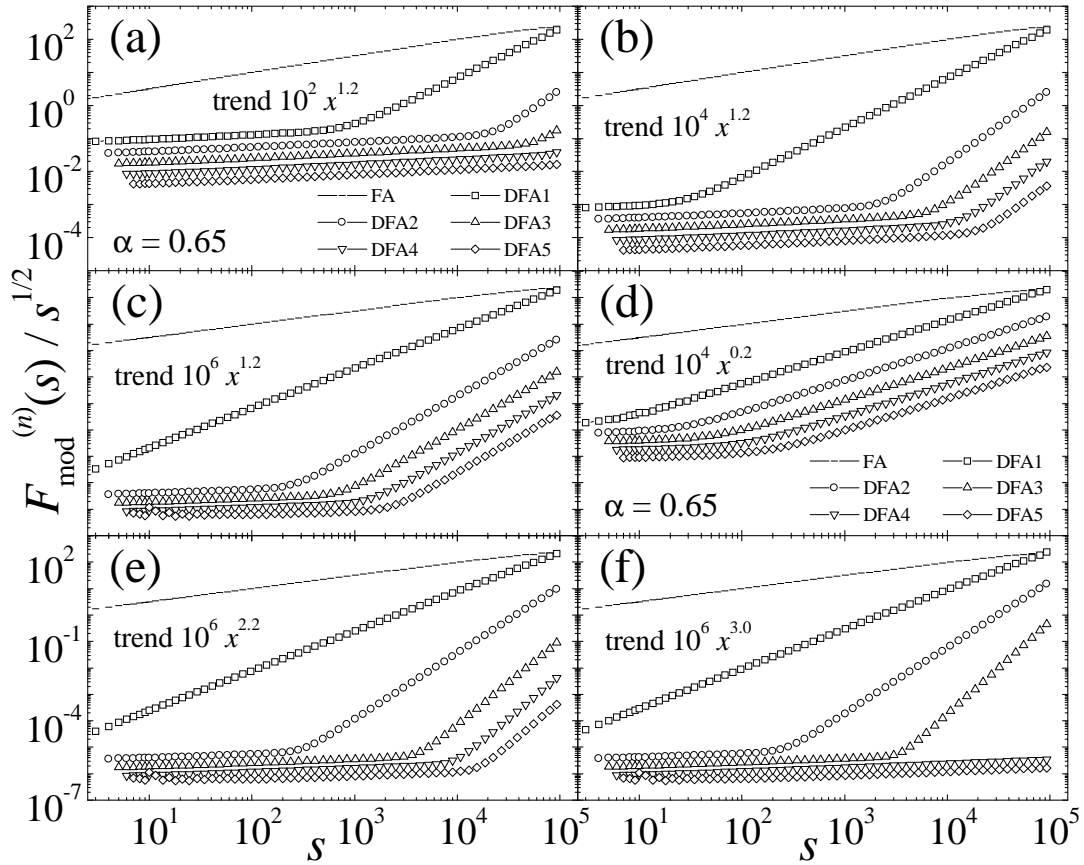 (a)
(b)
10^2
10^0
10^-2
10^-4
trend 10^2 x^1.2
trend 10^4 x^1.2
FA
DFA1
DFA2
DFA3
DFA4
DFA5
α = 0.65
(c)
(d)
F_mod^(n)(s) / s^1/2
trend 10^6 x^1.2
trend 10^4 x^0.2
FA
DFA1
DFA2
DFA3
DFA4
DFA5
α = 0.65
(e)
(f)
10^2
10^-1
10^-4
10^-7
trend 10^6 x^2.2
trend 10^6 x^3.0
10^1 10^2 10^3 10^4 10^1 10^2 10^3 10^4 10^5
s
s